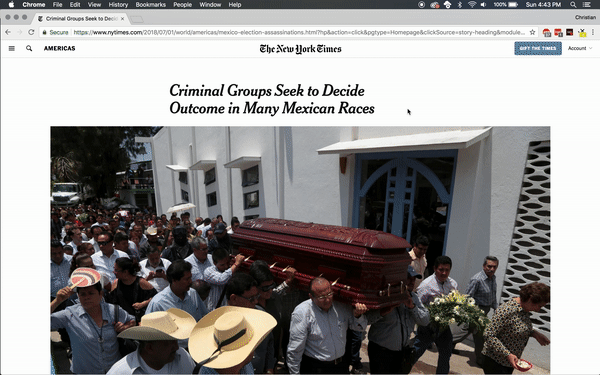 Chrome File Edit View History Bookmarks People Window Help 100% Sun 4:43 PM
Criminal Groups Seek to Decid Christian
Secure https://www.nytimes.com/2018/07/01/world/americas/mexico-election-assassinations.html?hp&action=click&pgtype=Homepage&clickSource=story-heading&module...
AMERICAS The New York Times GIFT THE TIMES Account
Criminal Groups Seek to Decide
Outcome in Many Mexican Races